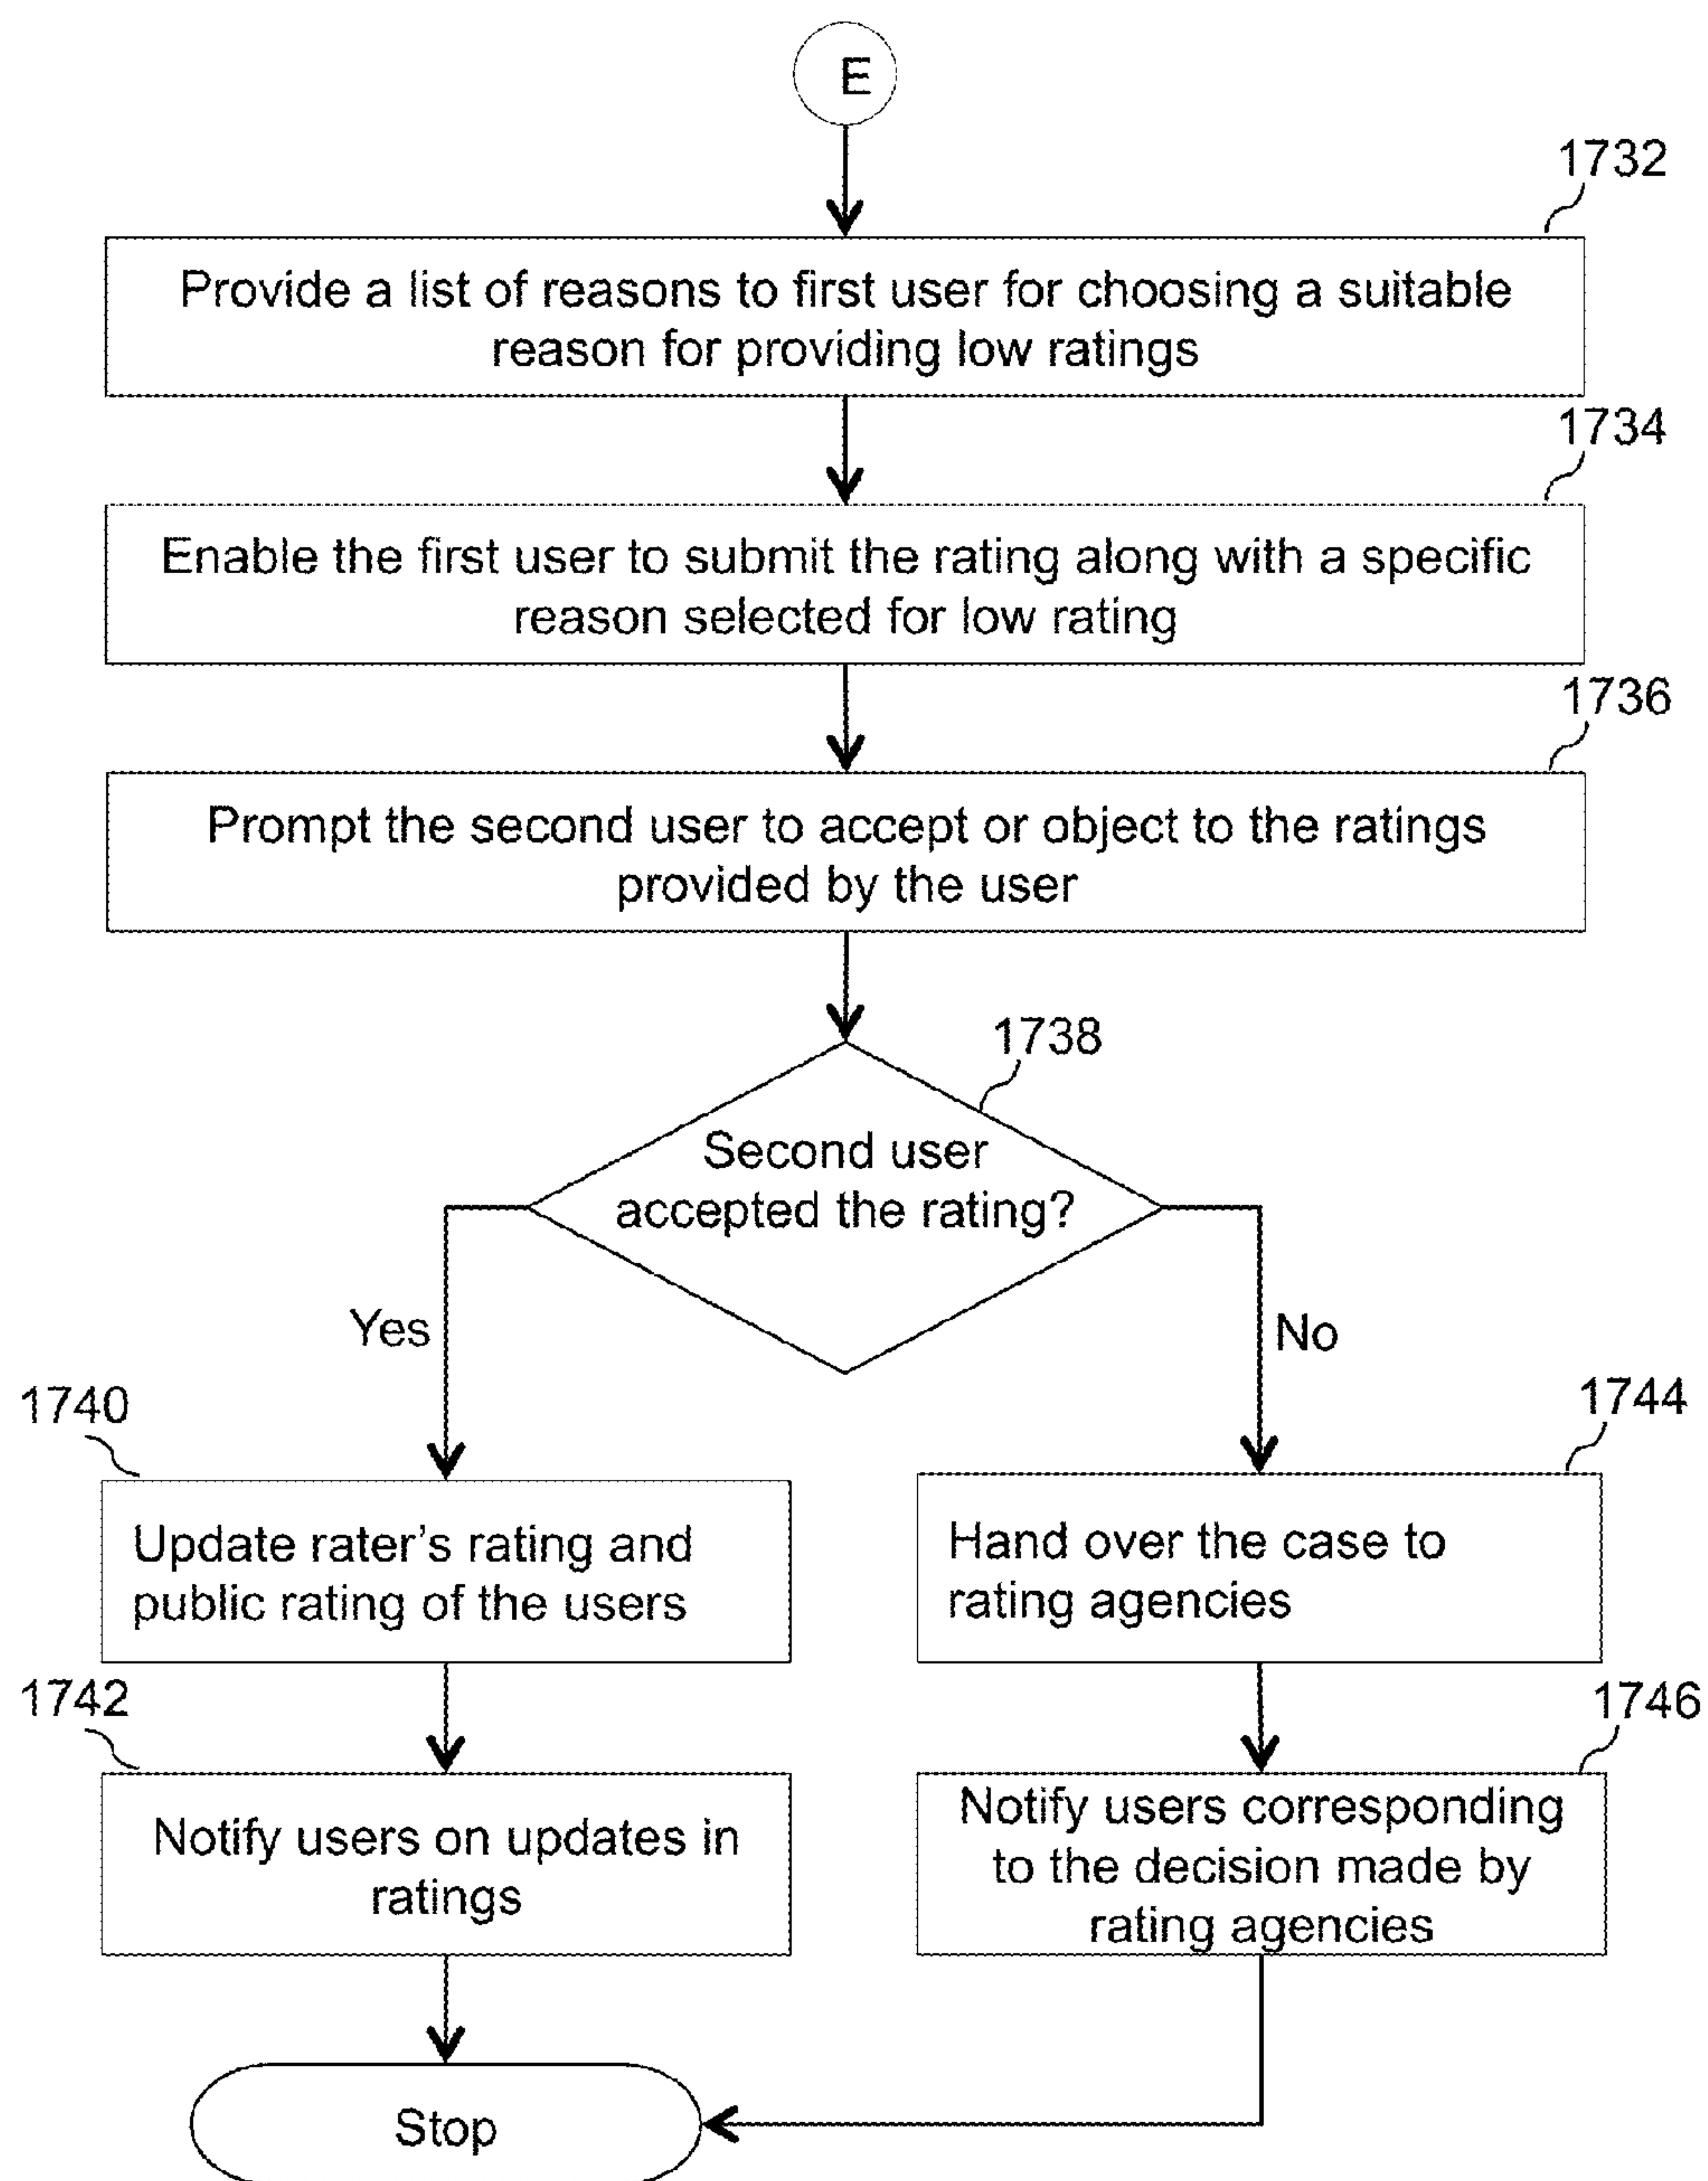 E
1732
Provide a list of reasons to first user for choosing a suitable
reason for providing low ratings
1734
Enable the first user to submit the rating along with a specific
reason selected for low rating
1736
Prompt the second user to accept or object to the ratings
provided by the user
1738
Second user
accepted the rating?
Yes
No
1740
Update rater's rating and
public rating of the users
1744
Hand over the case to
rating agencies
1742
Notify users on updates in
ratings
1746
Notify users corresponding
to the decision made by
rating agencies
Stop